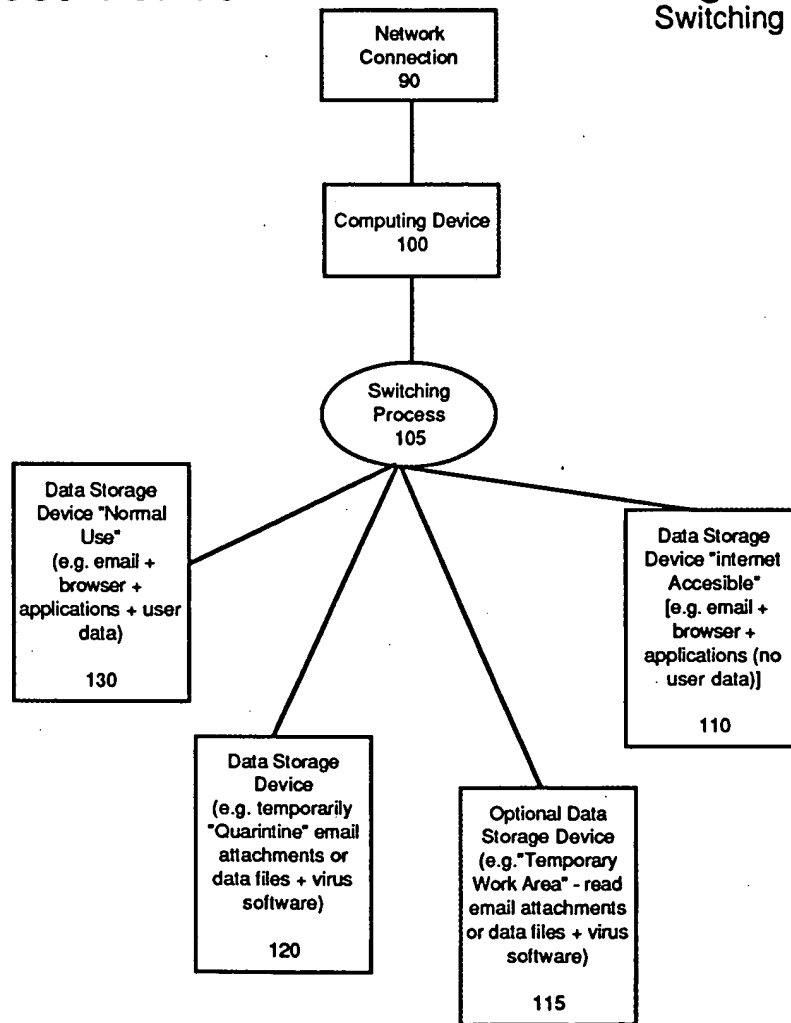 Switching
Network
Connection
90
Computing Device
100
Switching
Process
105
Data Storage
Device "Normal
Use"
(e.g. email +
browser +
applications + user
data)
130
Data Storage
Device "internet
Accesible"
[e.g. email +
browser +
applications (no
user data)]
110
Data Storage
Device
(e.g. temporarily
"Quarintine" email
attachments or
data files + virus
software)
120
Optional Data
Storage Device
(e.g."Temporary
Work Area" - read
email attachments
or data files + virus
software)
115